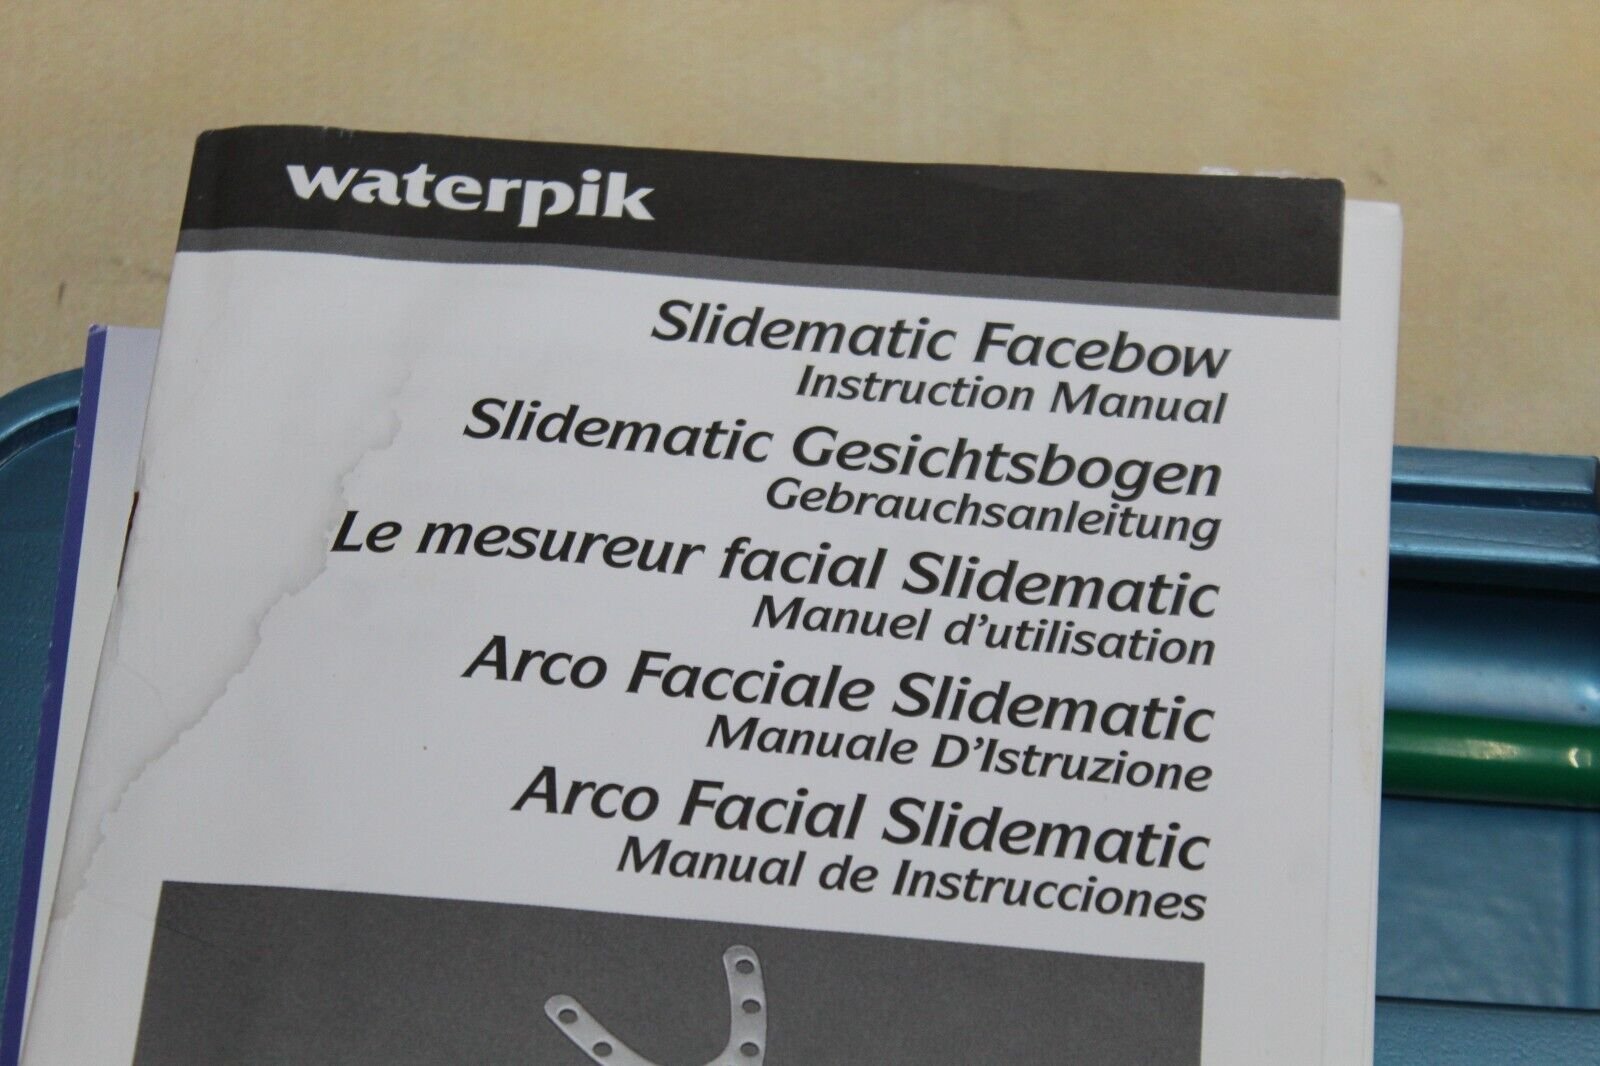 waterpik
Slidematic Facebow
Instruction Manual
Slidematic Gesichtsbogen
Gebrauchsanleitung
Le mesureur facial Slidematic
Manuel d'utilisation
Arco Facciale Slidematic
Manuale D'Istruzione
Arco Facial Slidematic
Manual de Instrucciones